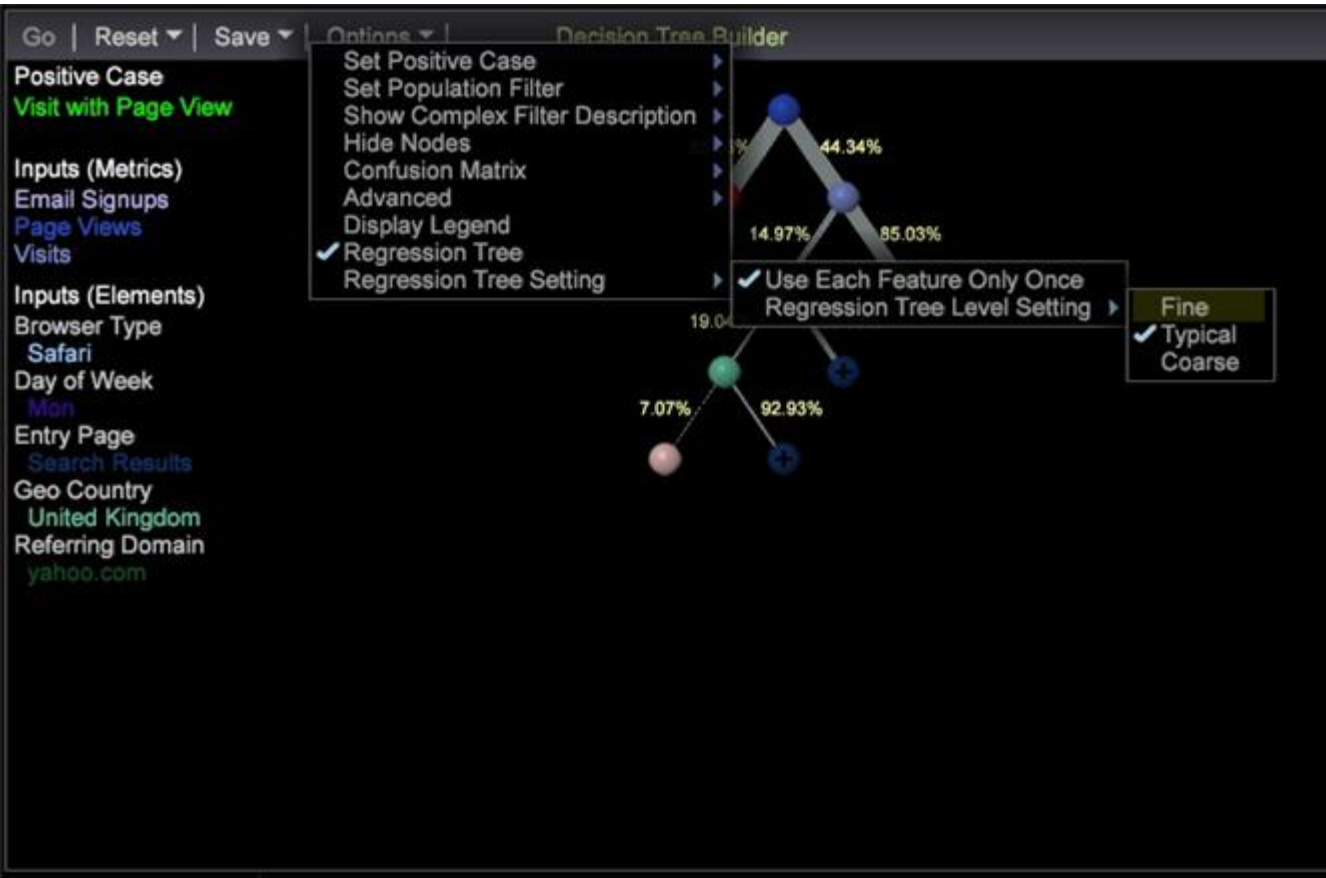 Go | Reset | Save | Options | Decision Tree Builder
Positive Case
Visit with Page View
Inputs (Metrics)
Email Signups
Page Views
Visits
Inputs (Elements)
Browser Type
Safari
Day of Week
Mon
Entry Page
Search Results
Geo Country
United Kingdom
Referring Domain
yahoo.com
Set Positive Case
Set Population Filter
Show Complex Filter Description
Hide Nodes
Confusion Matrix
Advanced
Display Legend
Regression Tree
Regression Tree Setting
Use Each Feature Only Once
Regression Tree Level Setting
Fine
Typical
Coarse
44.34%
14.97%
85.03%
7.07%
92.93%